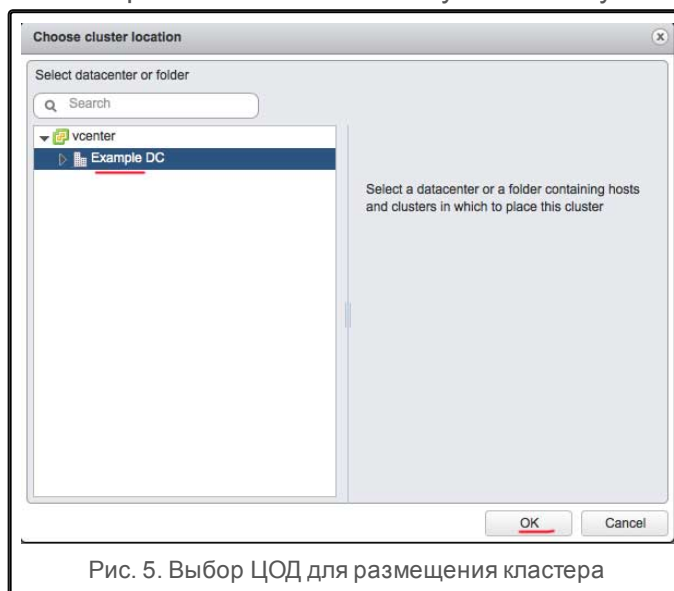 Choose cluster location
Select datacenter or folder
Search
vcenter
Example DC
Select a datacenter or a folder containing hosts
and clusters in which to place this cluster
OK
Cancel
Рис. 5. Выбор ЦОД для размещения кластера